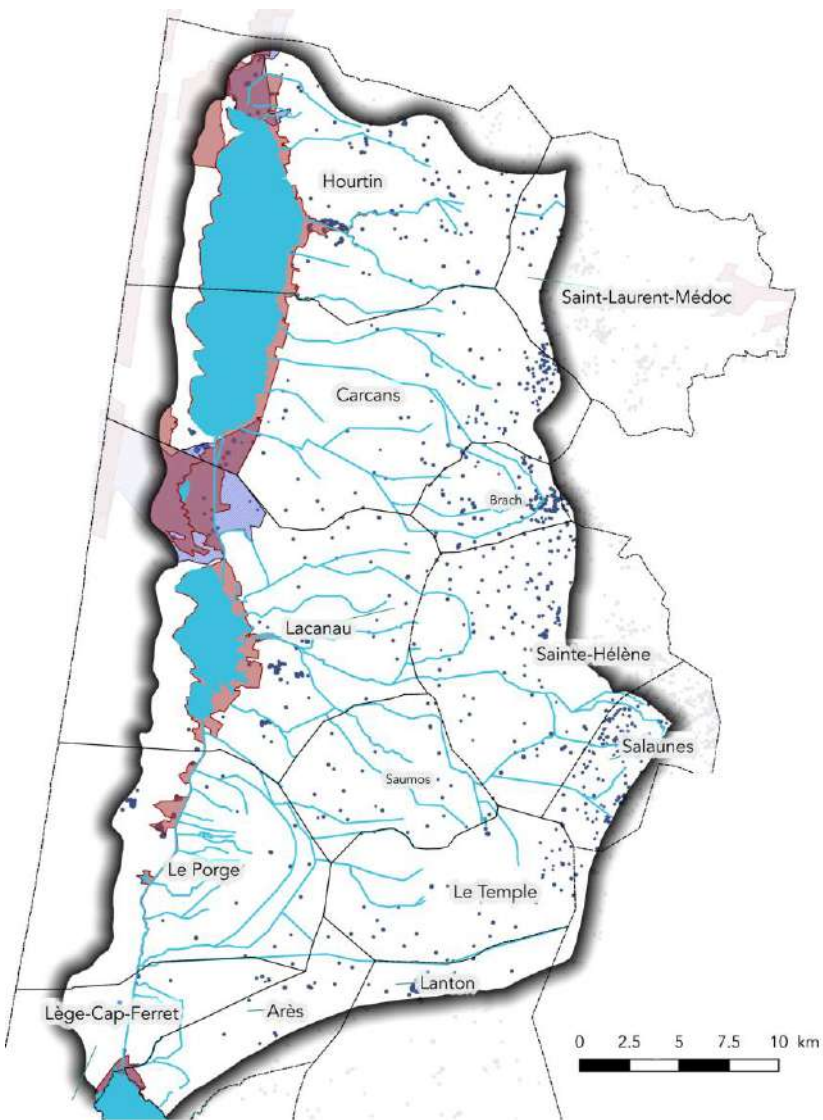 Hourtin
Saint-Laurent-Médoc
Carcans
Brach
Lacanau
Sainte-Hélène
Salaunes
Saumos
Le Porge
Le Temple
Lanton
Lège-Cap-Ferret
Arès
0 2.5 5 7.5 10 km